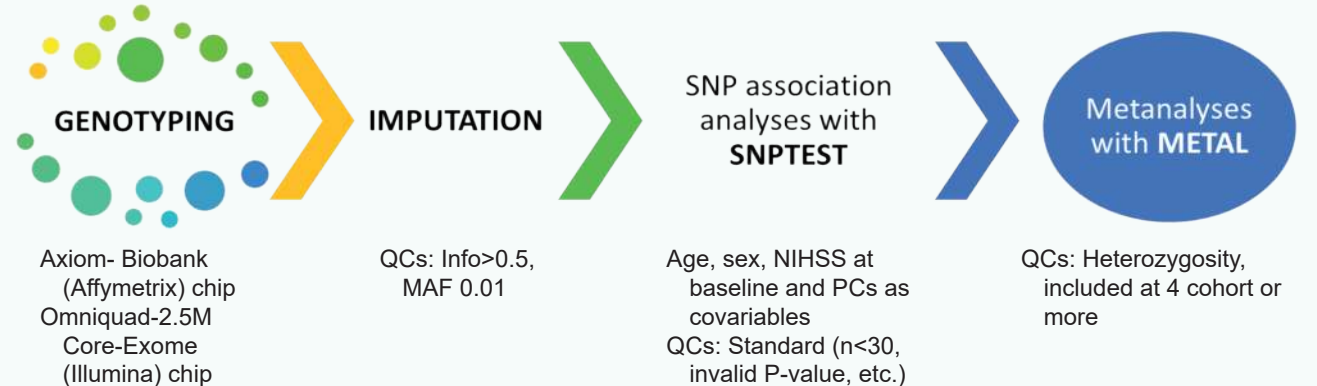 GENOTYPING
IMPUTATION
SNP association
analyses with
SNPTEST
Metanalyses
with METAL
Axiom- Biobank
(Affymetrix) chip
Omniquad-2.5M
Core-Exome
(Illumina) chip
QCs: Info>0.5,
MAF 0.01
Age, sex, NIHSS at
baseline and PCs as
covariables
QCs: Standard (n<30,
invalid P-value, etc.)
QCs: Heterozygosity,
included at 4 cohort or
more